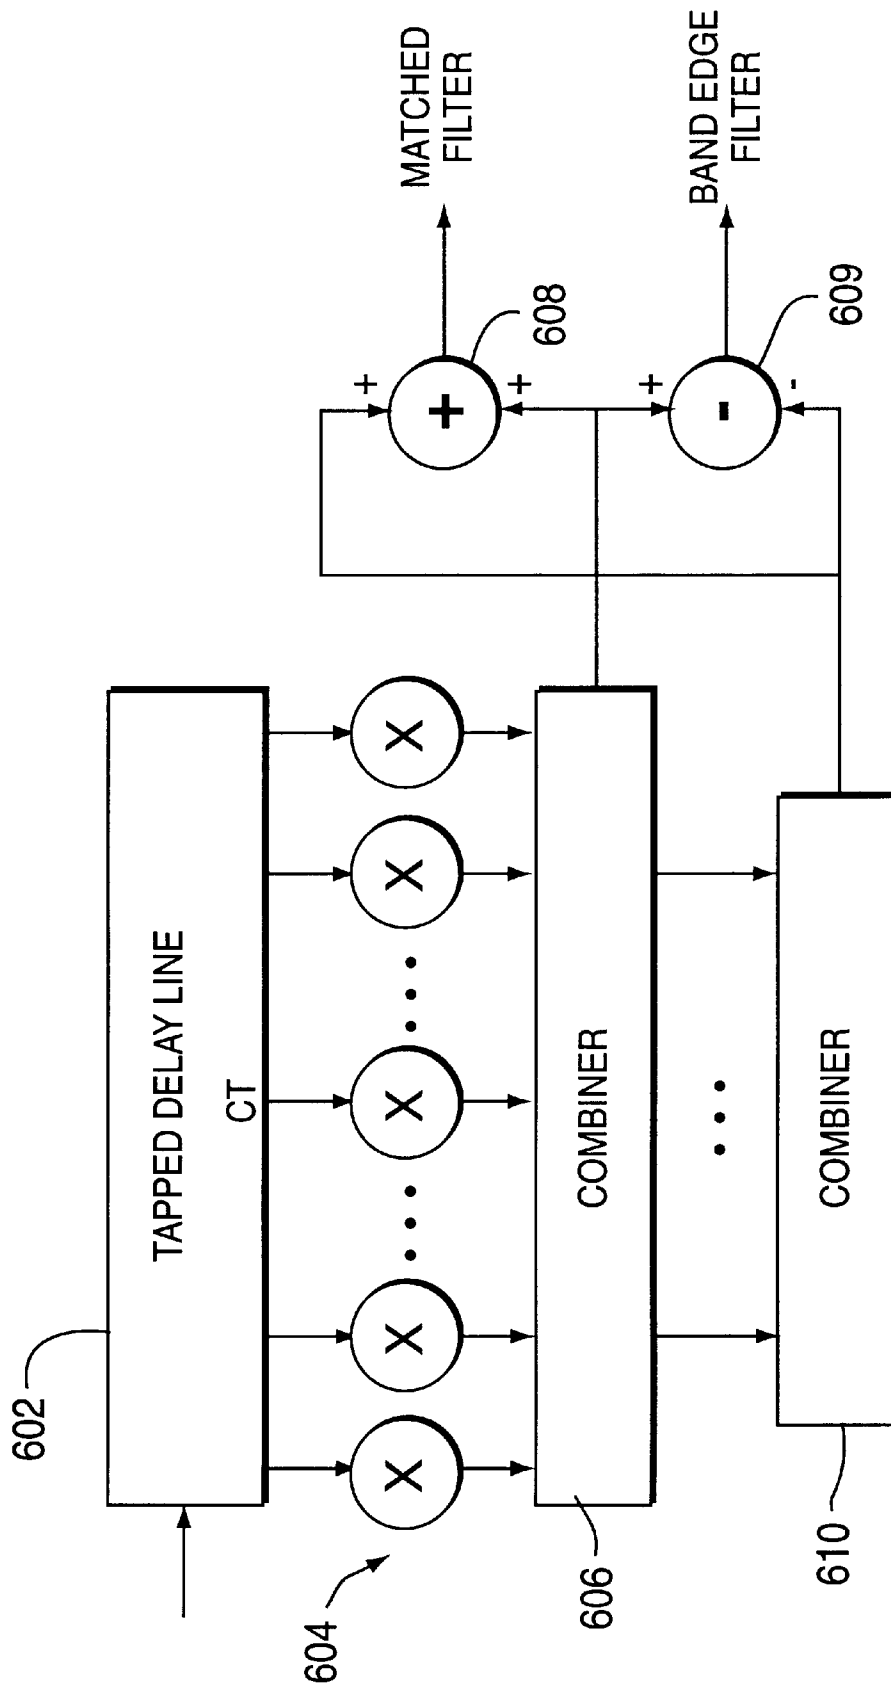 602
TAPPED DELAY LINE
CT
604
X X X X X
MATCHED
FILTER
+
+
+
608
606
COMBINER
+
-
-
609
BAND EDGE
FILTER
610
COMBINER